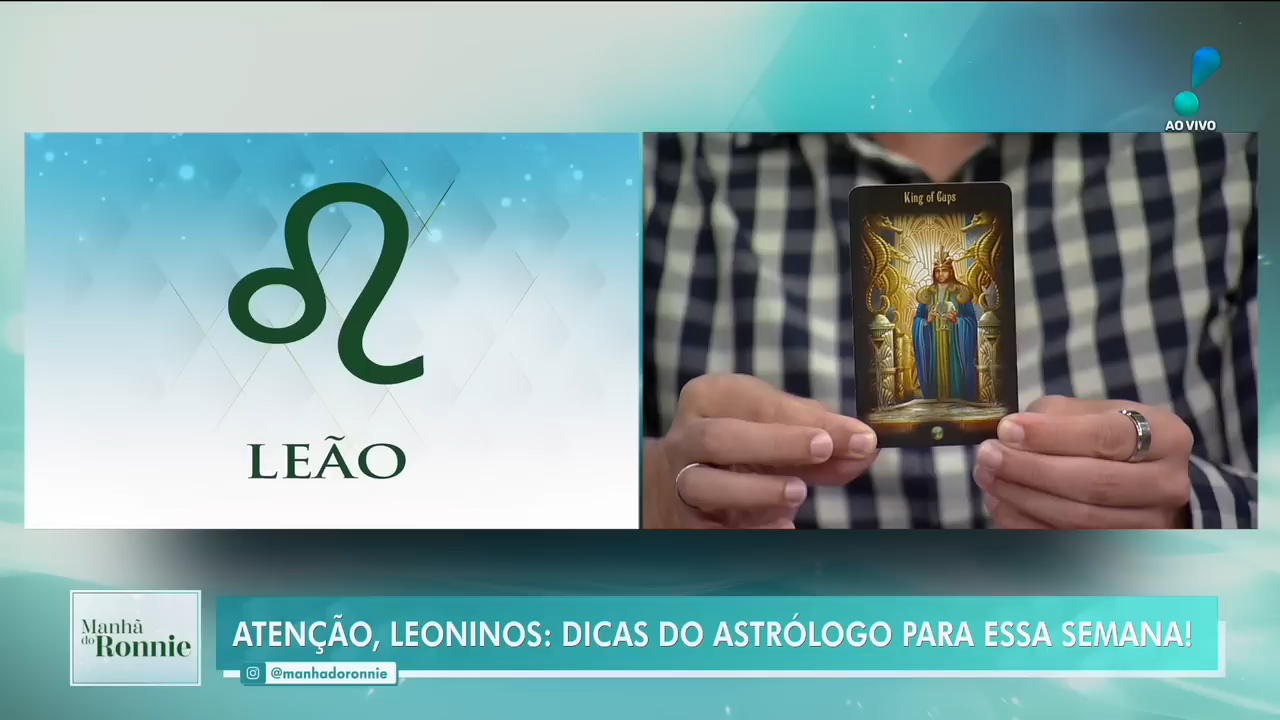 AO VIVO
LEÃO
King of Cups
Manhã
do Ronnie
ATENÇÃO, LEONINOS: DICAS DO ASTRÓLOGO PARA ESSA SEMANA!
@manhadoronnie